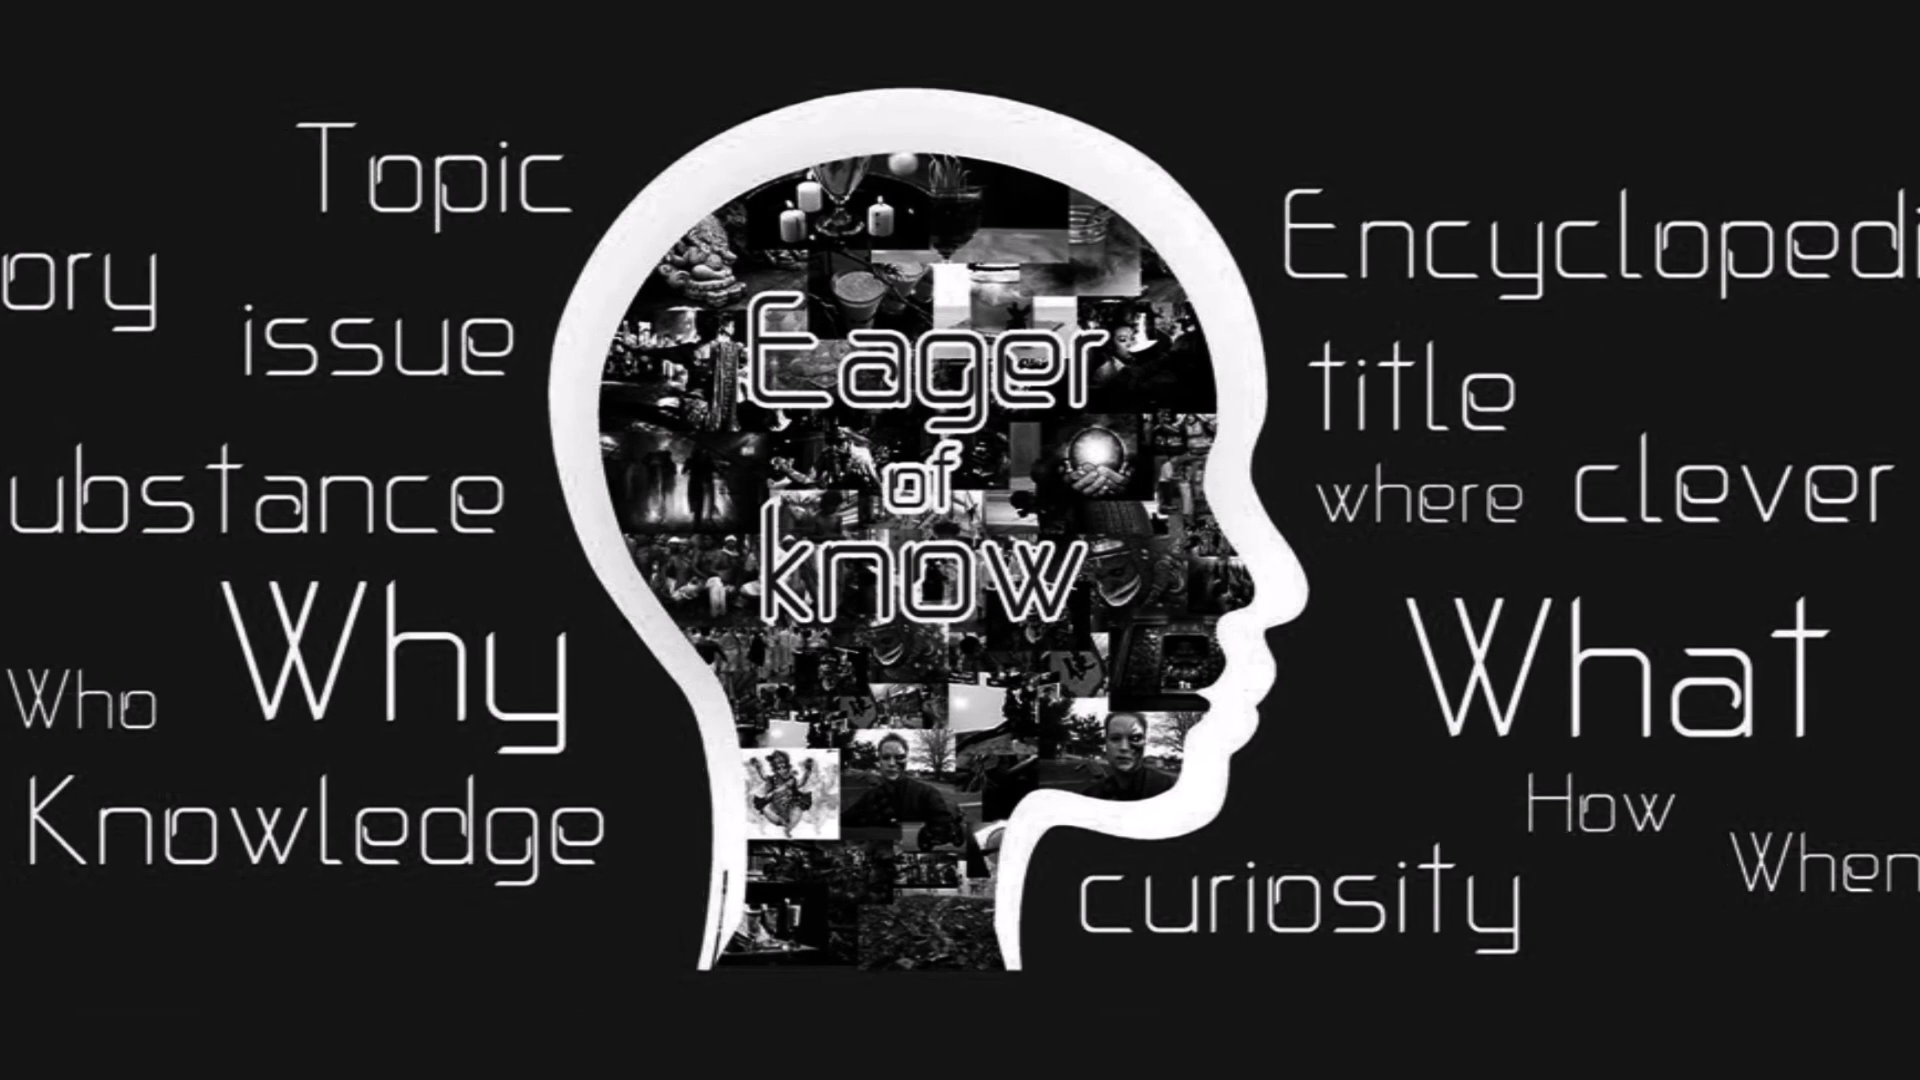 Topic
ory
issue
ubstance
Why
Who
Knowledge
Eager
of
know
Encyclopedi
title
where
clever
What
How
When
curiosity